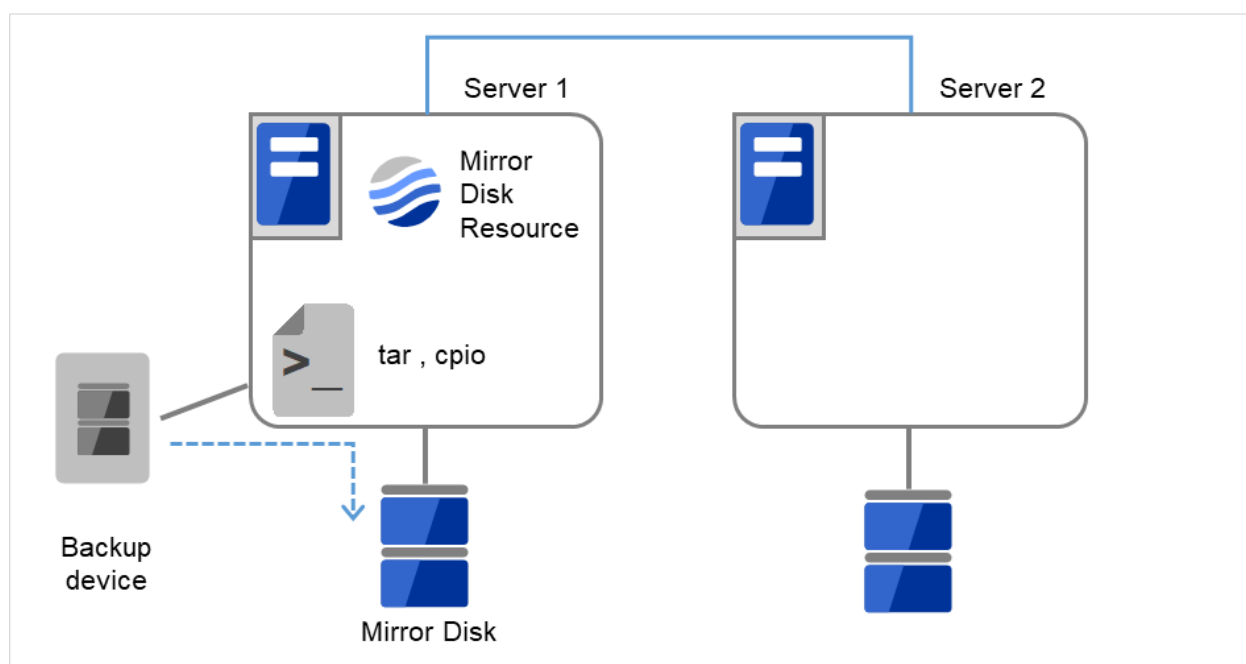 Server 1
Server 2
Mirror
Disk
Resource
tar , cpio
>_
Backup
device
Mirror Disk